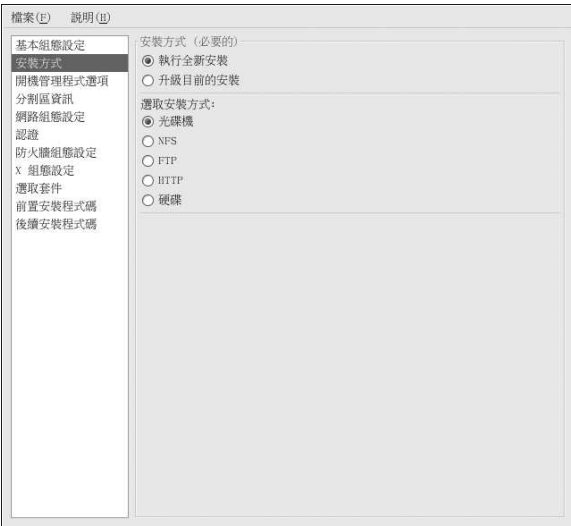 檔案(F) 說明(H)
基本組態設定
安裝方式
開機管理程式選項
分割區資訊
網路組態設定
認證
防火牆組態設定
X 組態設定
選取套件
前置安裝程式碼
後續安裝程式碼
安裝方式 (必要的)
執行全新安裝
升級目前的安裝
選取安裝方式:
光碟機
NFS
FTP
HTTP
硬碟